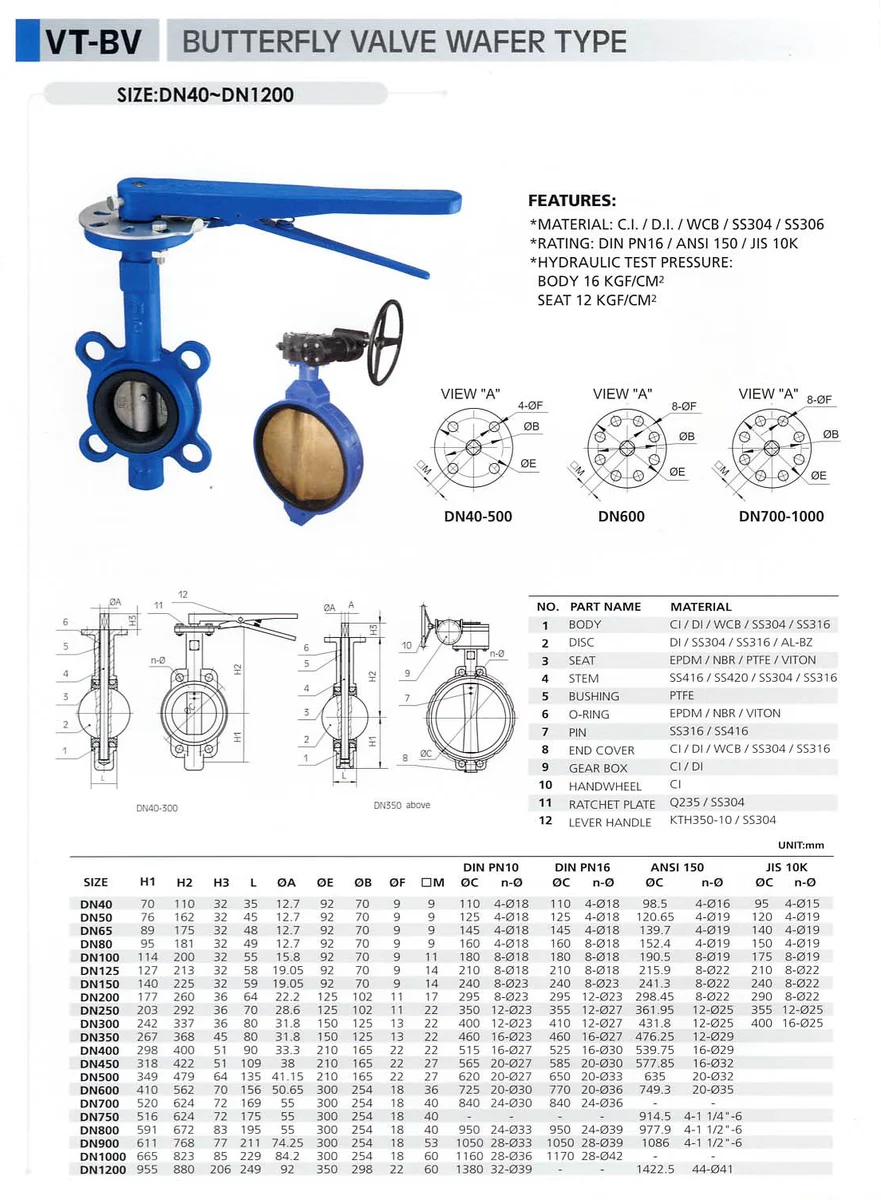 VT-BV BUTTERFLY VALVE WAFER TYPE
SIZE:DN40~DN1200
FEATURES:
*MATERIAL: C.I. / D.I. / WCB / SS304 / SS306
*RATING: DIN PN16 / ANSI 150 / JIS 10K
*HYDRAULIC TEST PRESSURE:
BODY 16 KGF/CM²
SEAT 12 KGF/CM²
VIEW "A" VIEW "A" VIEW "A"
4-ØF 8-ØF 8-ØF
ØB ØB ØB
ØE ØE ØE
□M □M □M
DN40-500 DN600 DN700-1000
12
11
ØA
H3
6
5
4
3
2
1
L
n-Ø
ØC
H2
H1
DN40-300
ØA A
H3
6
5
4
3
2
1
L
H2
H1
10
9
7
8
n-Ø
ØC
DN350 above
NO. PART NAME MATERIAL
1 BODY CI / DI / WCB / SS304 / SS316
2 DISC DI / SS304 / SS316 / AL-BZ
3 SEAT EPDM / NBR / PTFE / VITON
4 STEM SS416 / SS420 / SS304 / SS316
5 BUSHING PTFE
6 O-RING EPDM / NBR / VITON
7 PIN SS316 / SS416
8 END COVER CI / DI / WCB / SS304 / SS316
9 GEAR BOX CI / DI
10 HANDWHEEL CI
11 RATCHET PLATE Q235 / SS304
12 LEVER HANDLE KTH350-10 / SS304
UNIT:mm
DIN PN10 DIN PN16 ANSI 150 JIS 10K
SIZE H1 H2 H3 L ØA ØE ØB ØF □M ØC n-Ø ØC n-Ø ØC n-Ø ØC n-Ø
DN40 70 110 32 35 12.7 92 70 9 9 110 4-Ø18 110 4-Ø18 98.5 4-Ø16 95 4-Ø15
DN50 76 162 32 45 12.7 92 70 9 9 125 4-Ø18 125 4-Ø18 120.65 4-Ø19 120 4-Ø19
DN65 89 175 32 48 12.7 92 70 9 9 145 4-Ø18 145 4-Ø18 139.7 4-Ø19 140 4-Ø19
DN80 95 181 32 49 12.7 92 70 9 9 160 4-Ø18 160 8-Ø18 152.4 4-Ø19 150 4-Ø19
DN100 114 200 32 55 15.8 92 70 9 11 180 8-Ø18 180 8-Ø18 190.5 8-Ø19 175 8-Ø19
DN125 127 213 32 58 19.05 92 70 9 14 210 8-Ø18 210 8-Ø18 215.9 8-Ø22 210 8-Ø22
DN150 140 225 32 59 19.05 92 70 9 14 240 8-Ø23 240 8-Ø23 241.3 8-Ø22 240 8-Ø22
DN200 177 260 36 64 22.2 125 102 11 17 295 8-Ø23 295 12-Ø23 298.45 8-Ø22 290 8-Ø22
DN250 203 292 36 70 28.6 125 102 11 22 350 12-Ø23 355 12-Ø27 361.95 12-Ø25 355 12-Ø25
DN300 242 337 36 80 31.8 150 125 13 22 400 12-Ø23 410 12-Ø27 431.8 12-Ø25 400 16-Ø25
DN350 267 368 45 80 31.8 150 125 13 22 460 16-Ø23 460 16-Ø27 476.25 12-Ø29
DN400 298 400 51 90 33.3 210 165 22 22 515 16-Ø27 525 16-Ø30 539.75 16-Ø29
DN450 318 422 51 109 38 210 165 22 27 565 20-Ø27 585 20-Ø30 577.85 16-Ø32
DN500 349 479 64 135 41.15 210 165 22 27 620 20-Ø27 650 20-Ø33 635 20-Ø32
DN600 410 562 70 156 50.65 300 254 18 36 725 20-Ø30 770 20-Ø36 749.3 20-Ø35
DN700 520 624 72 169 55 300 254 18 40 840 24-Ø30 840 24-Ø36 - -
DN750 516 624 72 175 55 300 254 18 40 - - - - 914.5 4-1 1/4"-6
DN800 591 672 83 195 55 300 254 18 40 950 24-Ø33 950 24-Ø39 977.9 4-1 1/2"-6
DN900 611 768 77 211 74.25 300 254 18 53 1050 28-Ø33 1050 28-Ø39 1086 4-1 1/2"-6
DN1000 665 823 85 229 84.2 300 254 18 60 1160 28-Ø36 1170 28-Ø42 - -
DN1200 955 880 206 249 92 350 298 22 60 1380 32-Ø39 - - 1422.5 44-Ø41